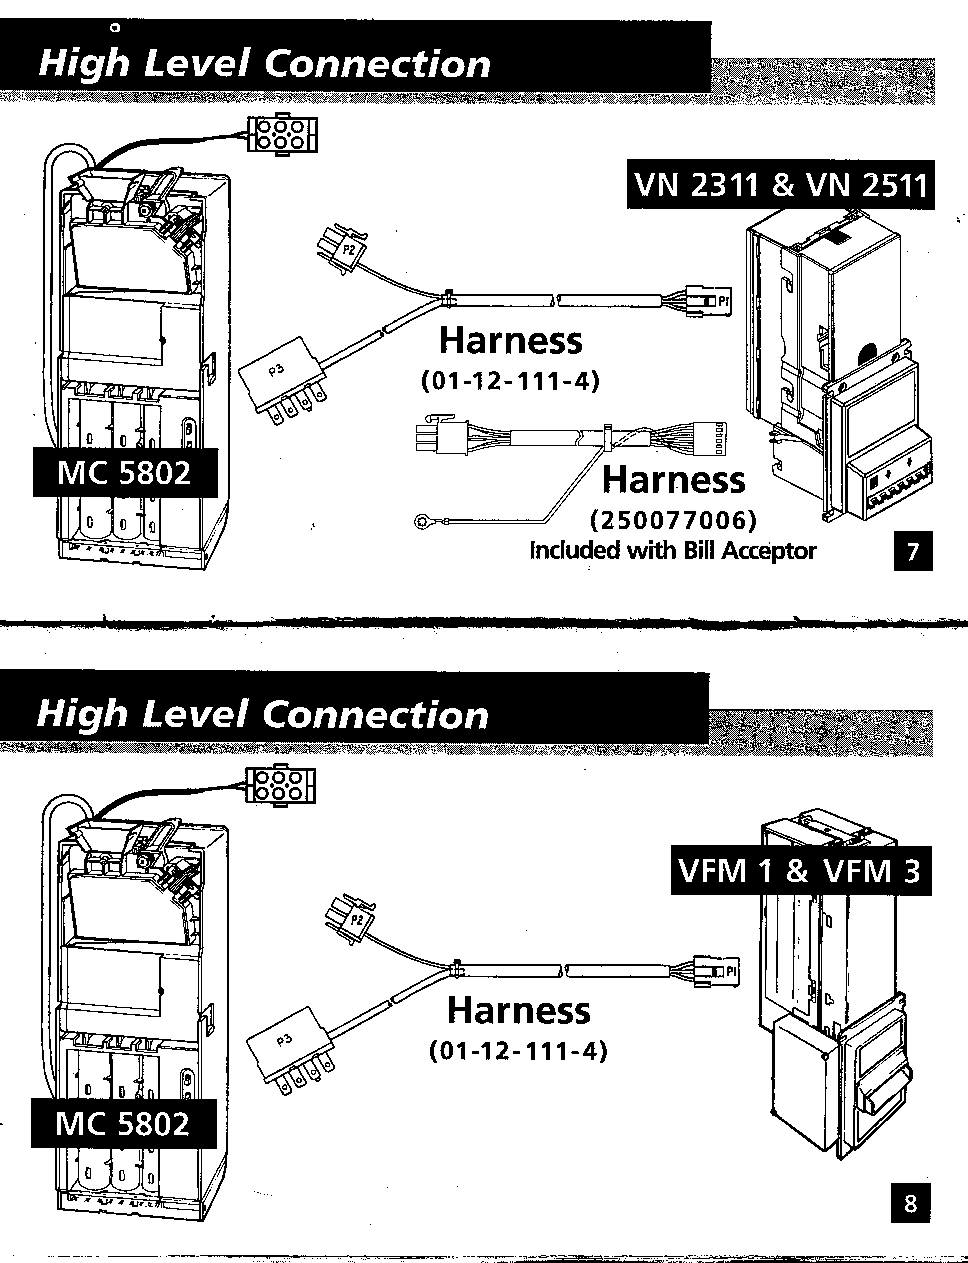 High Level Connection
VN 2311 & VN 2511
P2
P1
Harness
P3
(01-12-111-4)
MC 5802
Harness
(250077006)
Included with Bill Acceptor
7
High Level Connection
VFM 1 & VFM 3
P2
P1
Harness
P3
(01-12-111-4)
MC 5802
8